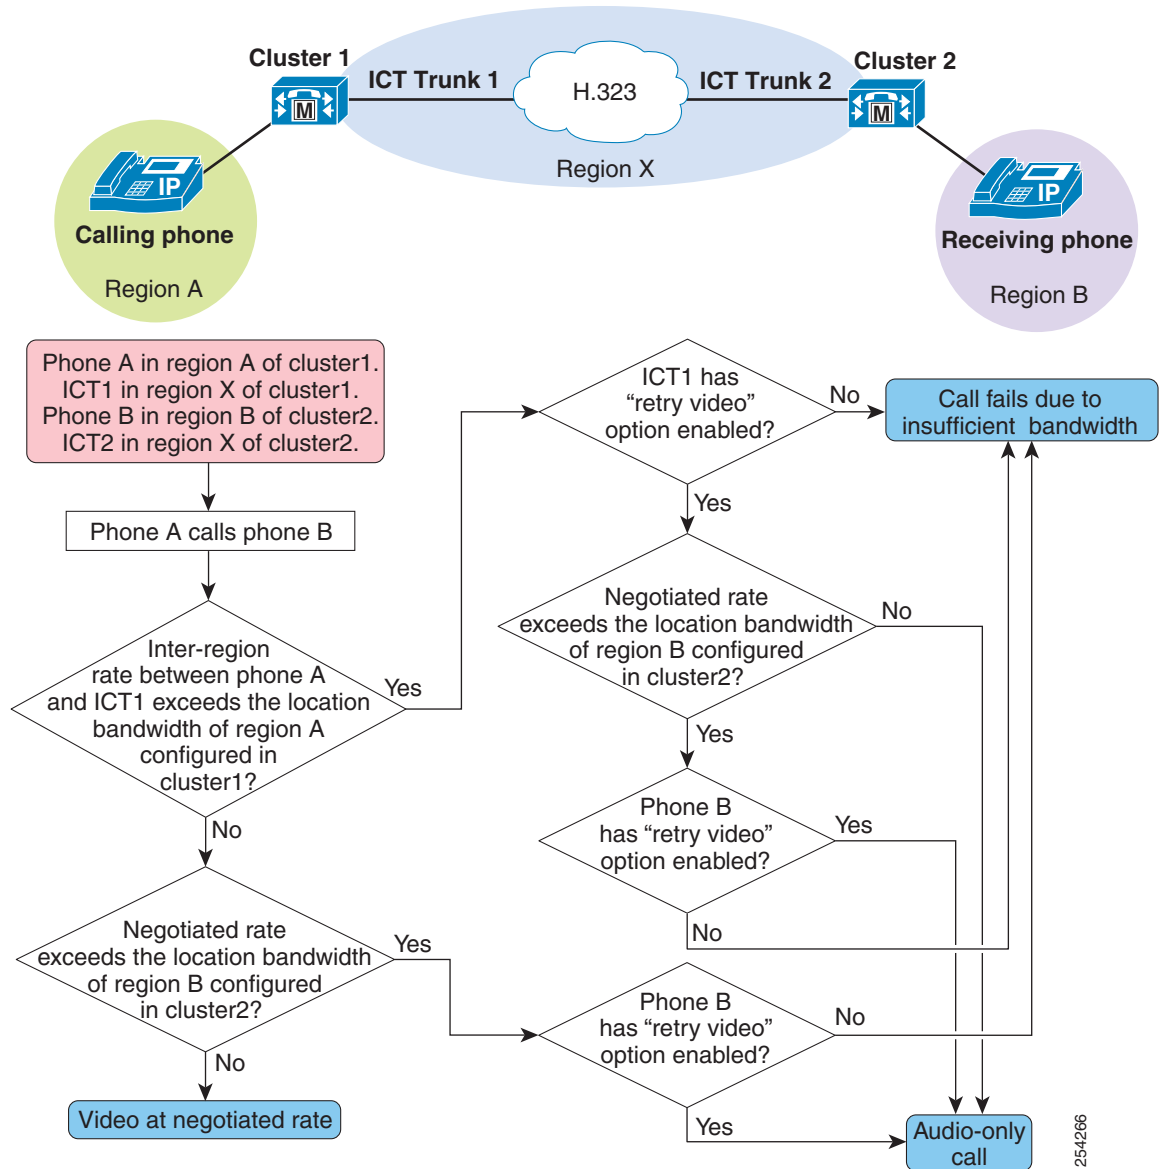 Cluster 1
ICT Trunk 1
H.323
ICT Trunk 2
Cluster 2
M
M
Region X
IP
Calling phone
Region A
IP
Receiving phone
Region B
Phone A in region A of cluster1.
ICT1 in region X of cluster1.
Phone B in region B of cluster2.
ICT2 in region X of cluster2.
Phone A calls phone B
Inter-region
rate between phone A
and ICT1 exceeds the location
bandwidth of region A
configured in
cluster1?
Yes
No
Negotiated rate
exceeds the location bandwidth
of region B configured
in cluster2?
Yes
No
Video at negotiated rate
ICT1 has
“retry video”
option enabled?
No
Call fails due to
insufficient bandwidth
Yes
Negotiated rate
exceeds the location bandwidth
of region B configured
in cluster2?
No
Yes
Phone B
has “retry video”
option enabled?
Yes
No
Phone B
has “retry video”
option enabled?
No
Yes
Audio-only
call
254266